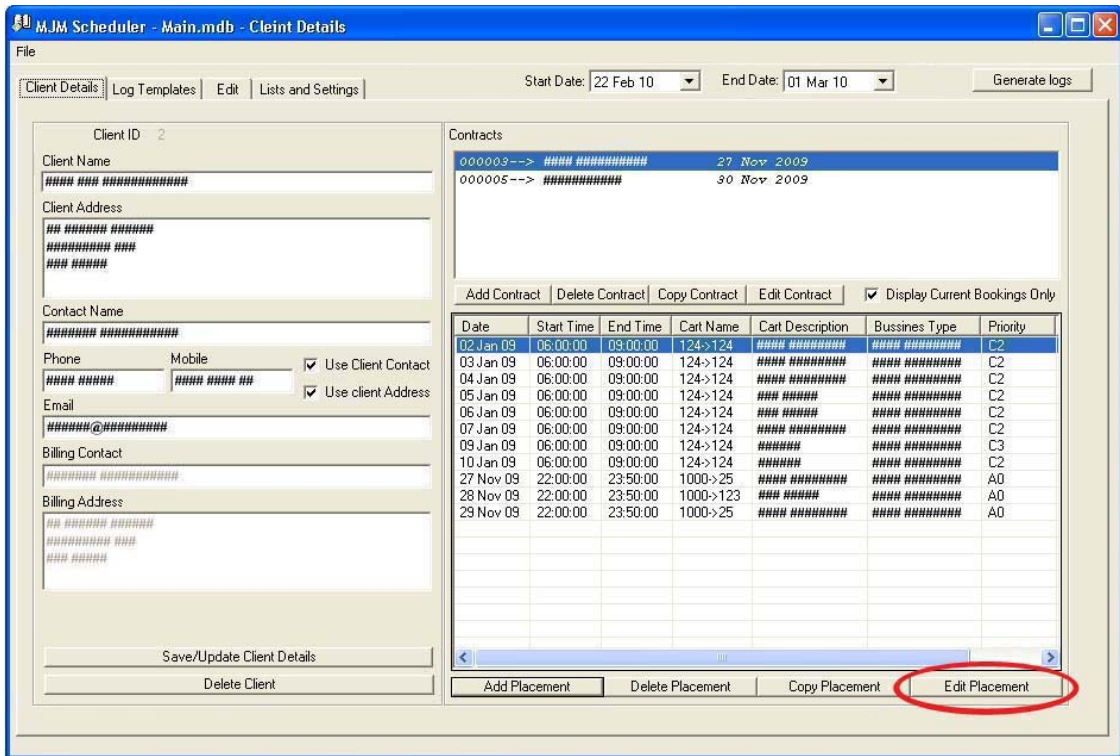 MJM Scheduler - Main.mdb - Cleint Details
File
Client Details Log Templates Edit Lists and Settings
Start Date: 22 Feb 10 End Date: 01 Mar 10 Generate logs
Client ID 2
Client Name
#### ### ############
Client Address
## ###### ######
######### ###
### #####
Contact Name
####### ###########
Phone Mobile
#### ##### #### #### ##
Use Client Contact
Use client Address
Email
######@#########
Billing Contact
####### ###########
Billing Address
## ###### ######
######### ###
### #####
Save/Update Client Details
Delete Client
Contracts
000003--> #### ########## 27 Nov 2009
000005--> ########### 30 Nov 2009
Add Contract Delete Contract Copy Contract Edit Contract Display Current Bookings Only
Date Start Time End Time Cart Name Cart Description Bussines Type Priority
02 Jan 09 06:00:00 09:00:00 124->124 #### ######## #### ######## C2
03 Jan 09 06:00:00 09:00:00 124->124 #### ######## #### ######## C2
04 Jan 09 06:00:00 09:00:00 124->124 #### ######## #### ######## C2
05 Jan 09 06:00:00 09:00:00 124->124 ### ##### #### ######## C2
06 Jan 09 06:00:00 09:00:00 124->124 ### ##### #### ######## C2
07 Jan 09 06:00:00 09:00:00 124->124 #### ######## #### ######## C2
09 Jan 09 06:00:00 09:00:00 124->124 ###### #### ######## C3
10 Jan 09 06:00:00 09:00:00 124->124 ###### #### ######## C2
27 Nov 09 22:00:00 23:50:00 1000->25 #### ######## #### ######## A0
28 Nov 09 22:00:00 23:50:00 1000->123 ### ##### #### ######## A0
29 Nov 09 22:00:00 23:50:00 1000->25 #### ######## #### ######## A0
Add Placement Delete Placement Copy Placement Edit Placement